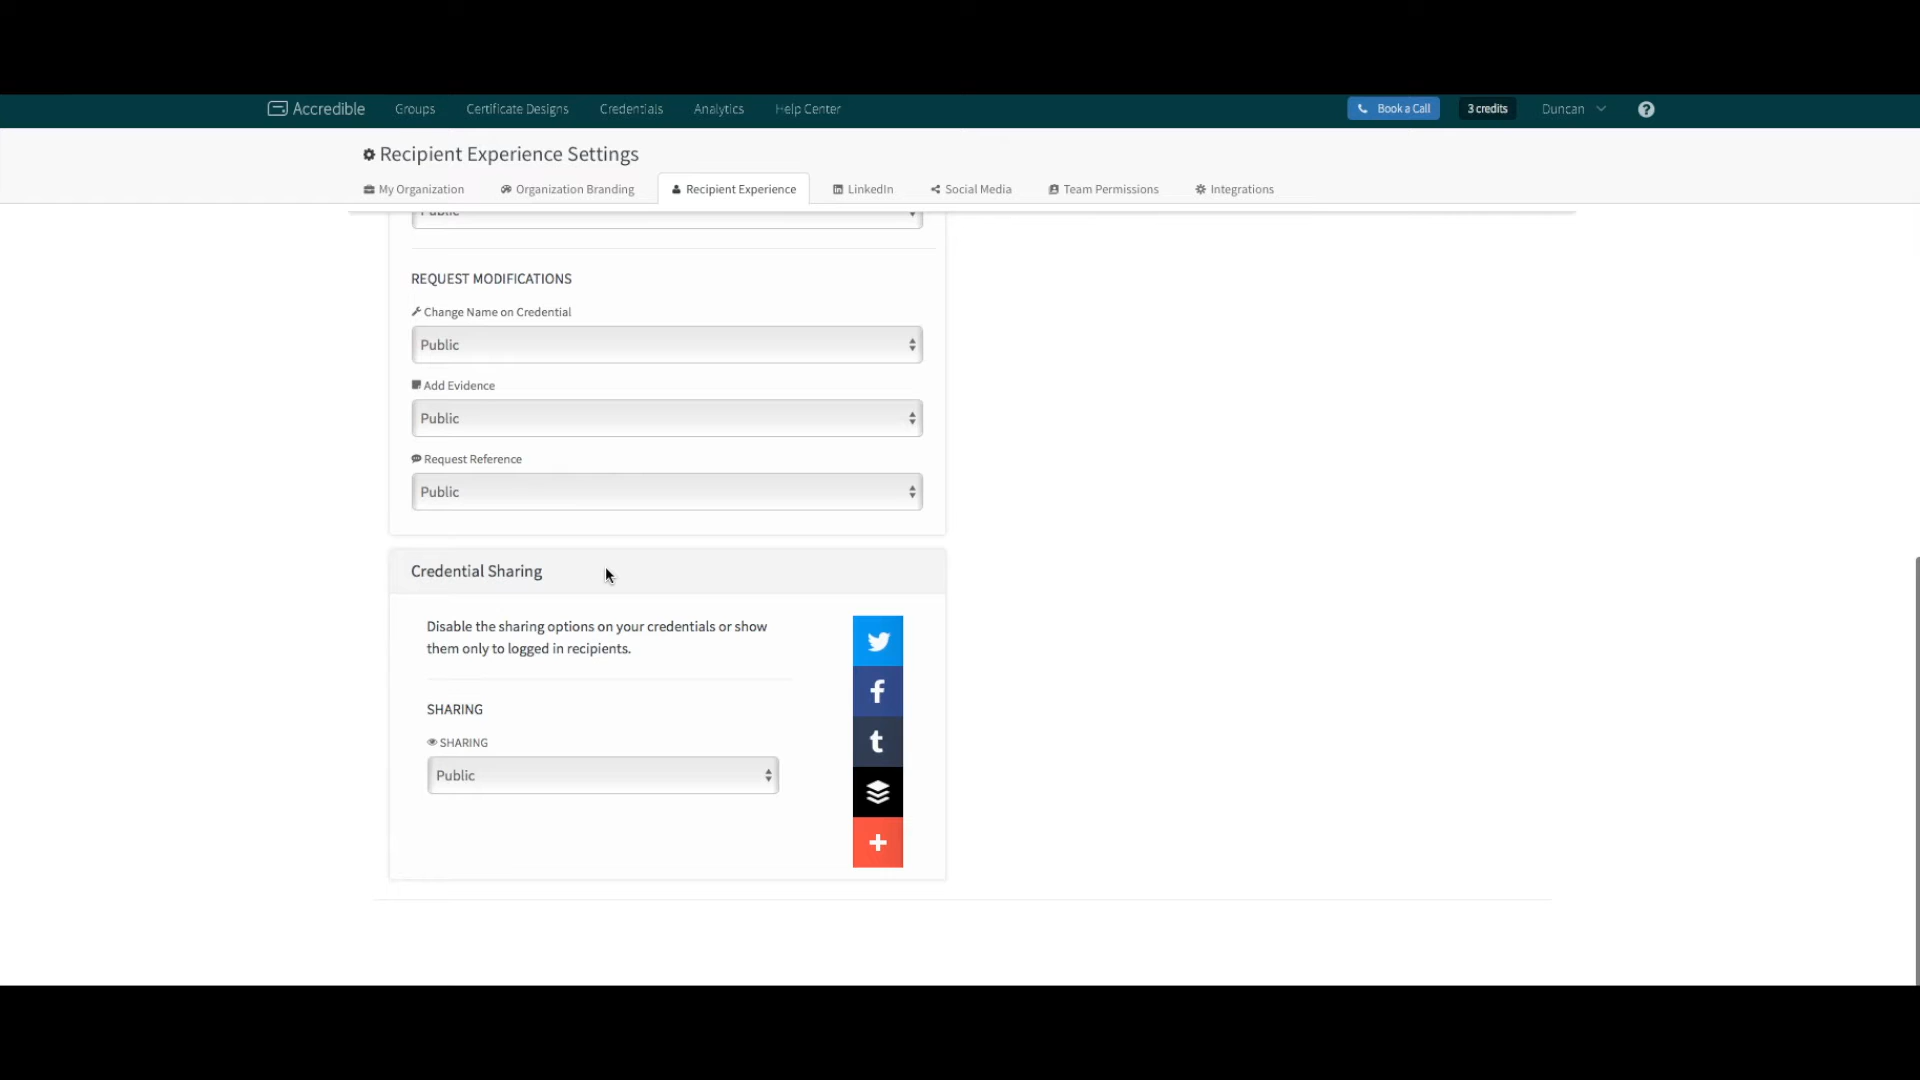 Accredible Groups Certificate Designs Credentials Analytics Help Center Book a Call 3 credits Duncan ?
Recipient Experience Settings
My Organization Organization Branding Recipient Experience LinkedIn Social Media Team Permissions Integrations
Public
REQUEST MODIFICATIONS
Change Name on Credential
Public
Add Evidence
Public
Request Reference
Public
Credential Sharing
Disable the sharing options on your credentials or show
them only to logged in recipients.
SHARING
SHARING
Public